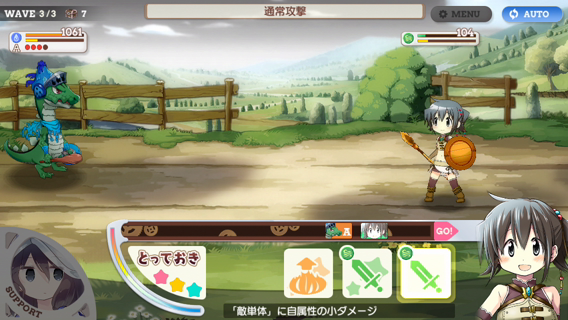 WAVE 3/3 7
通常攻撃
MENU
AUTO
1061
A
104
A
GO!
とっておき
SUPPORT
「敵単体」に自属性の小ダメージ